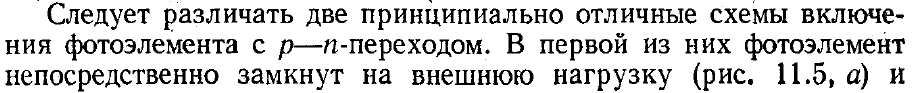 Следует различать две принципиально отличные схемы включе-
ния фотоэлемента с p—n-переходом. В первой из них фотоэлемент
непосредственно замкнут на внешнюю нагрузку (рис. 11.5, а) и